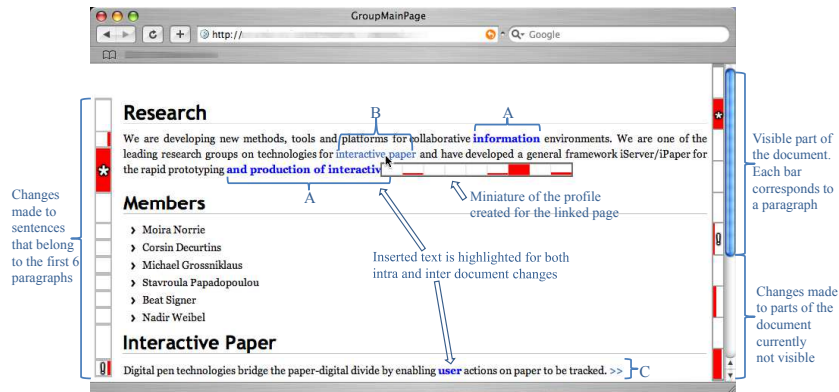 GroupMainPage
http://
Google
Research
B
A
We are developing new methods, tools and platforms for collaborative information environments. We are one of the
leading research groups on technologies for interactive paper and have developed a general framework iServer/iPaper for
the rapid prototyping and production of interactiv
A
Miniature of the profile
created for the linked page
Members
Moira Norrie
Corsin Decurtins
Michael Grossniklaus
Stavroula Papadopoulou
Beat Signer
Nadir Weibel
Inserted text is highlighted for both
intra and inter document changes
Interactive Paper
Digital pen technologies bridge the paper-digital divide by enabling user actions on paper to be tracked. >>
C
Changes
made to
sentences
that belong
to the first 6
paragraphs
Visible part of
the document.
Each bar
corresponds to
a paragraph
Changes made
to parts of the
document
currently
not visible